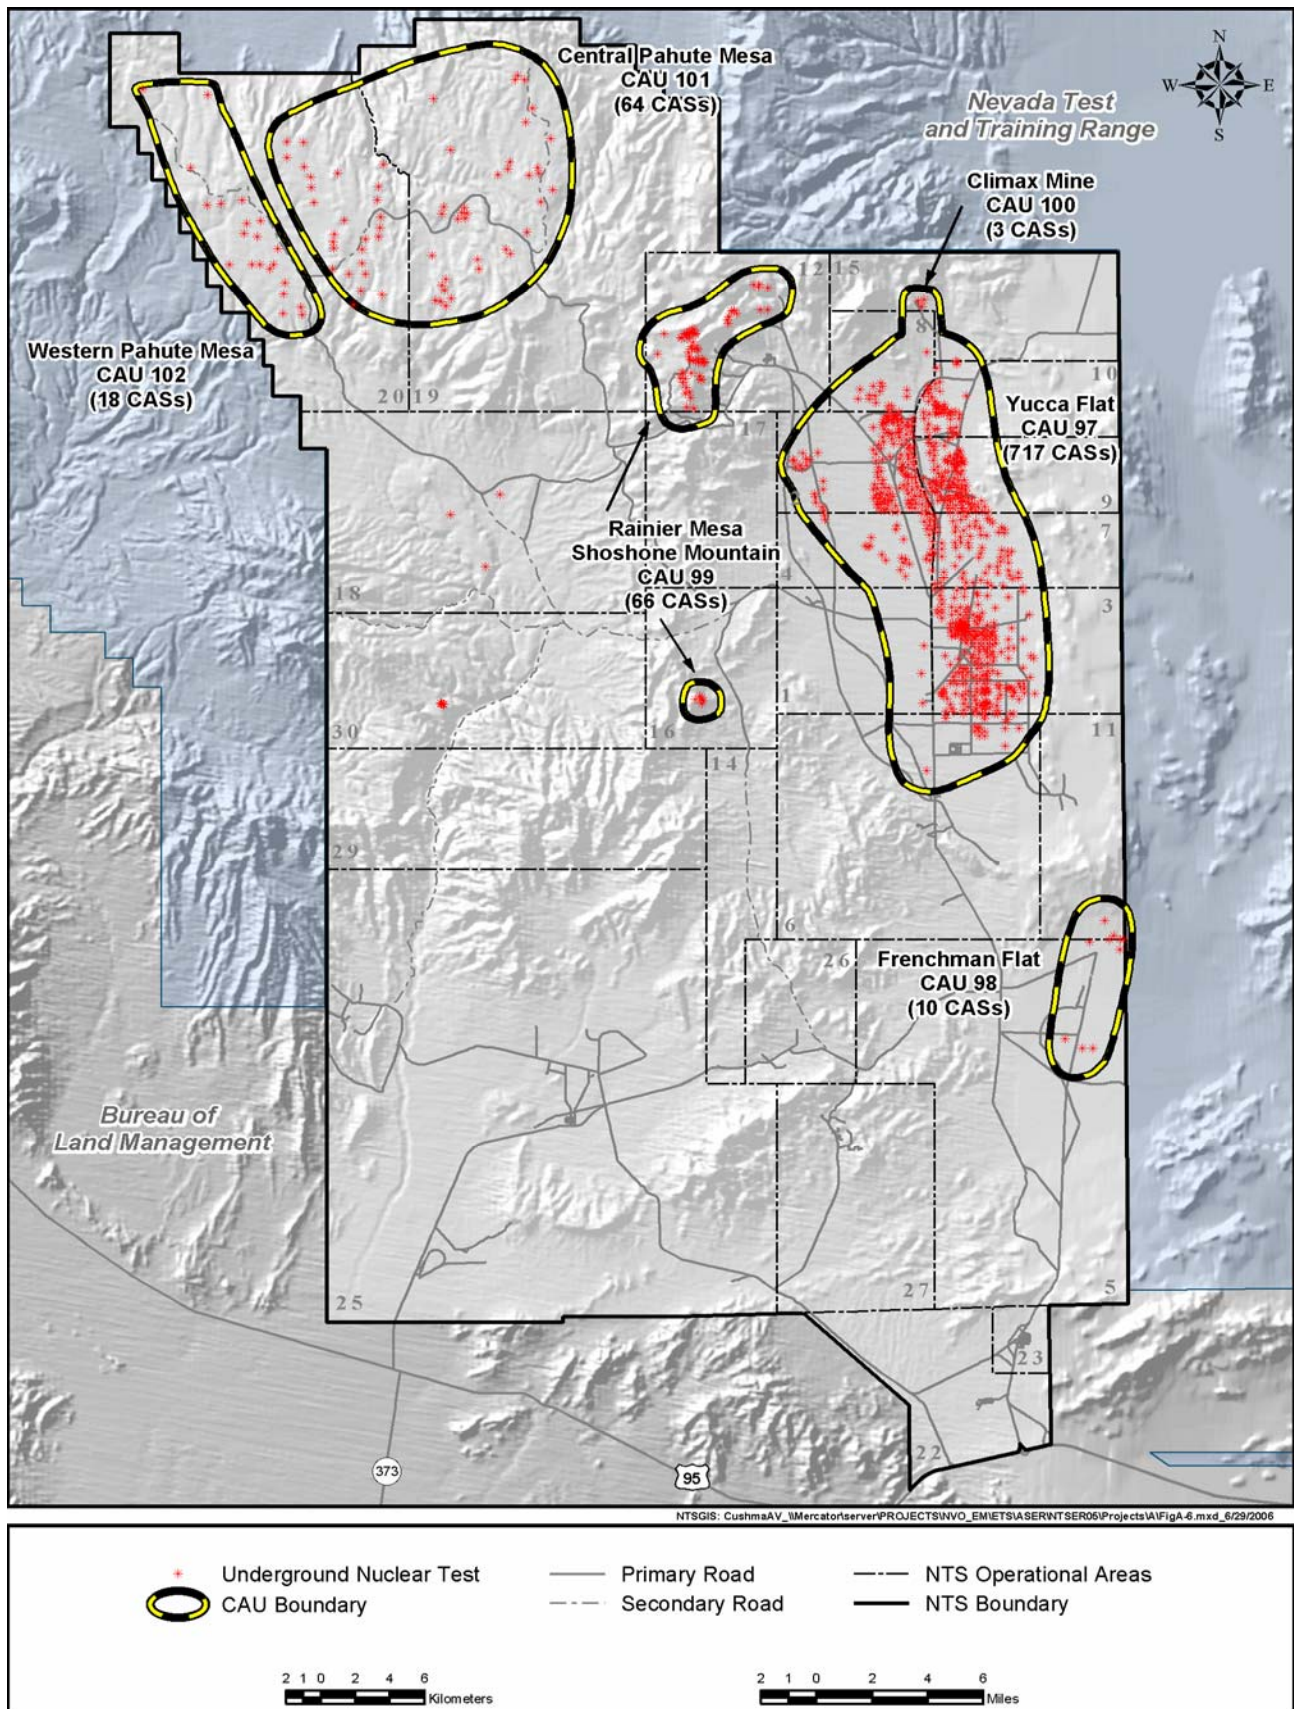 Central Pahute Mesa
CAU 101
(64 CASs)
N
W
E
S
Nevada Test
and Training Range
Climax Mine
CAU 100
(3 CASs)
12
15
8
Western Pahute Mesa
CAU 102
(18 CASs)
20
19
17
10
Yucca Flat
CAU 97
(717 CASs)
2
9
7
Rainier Mesa
Shoshone Mountain
CAU 99
(66 CASs)
4
18
3
1
30
16
11
14
29
6
26
Frenchman Flat
CAU 98
(10 CASs)
Bureau of
Land Management
25
27
5
23
22
373
95
NTSGIS: CushmaAV_\\Mercator\server\PROJECTS\NVO_EM\ETS\ASER\NTSER05\Projects\A\FigA-6.mxd_6/29/2006
Underground Nuclear Test
Primary Road
NTS Operational Areas
CAU Boundary
Secondary Road
NTS Boundary
2 1 0 2 4 6
Kilometers
2 1 0 2 4 6
Miles